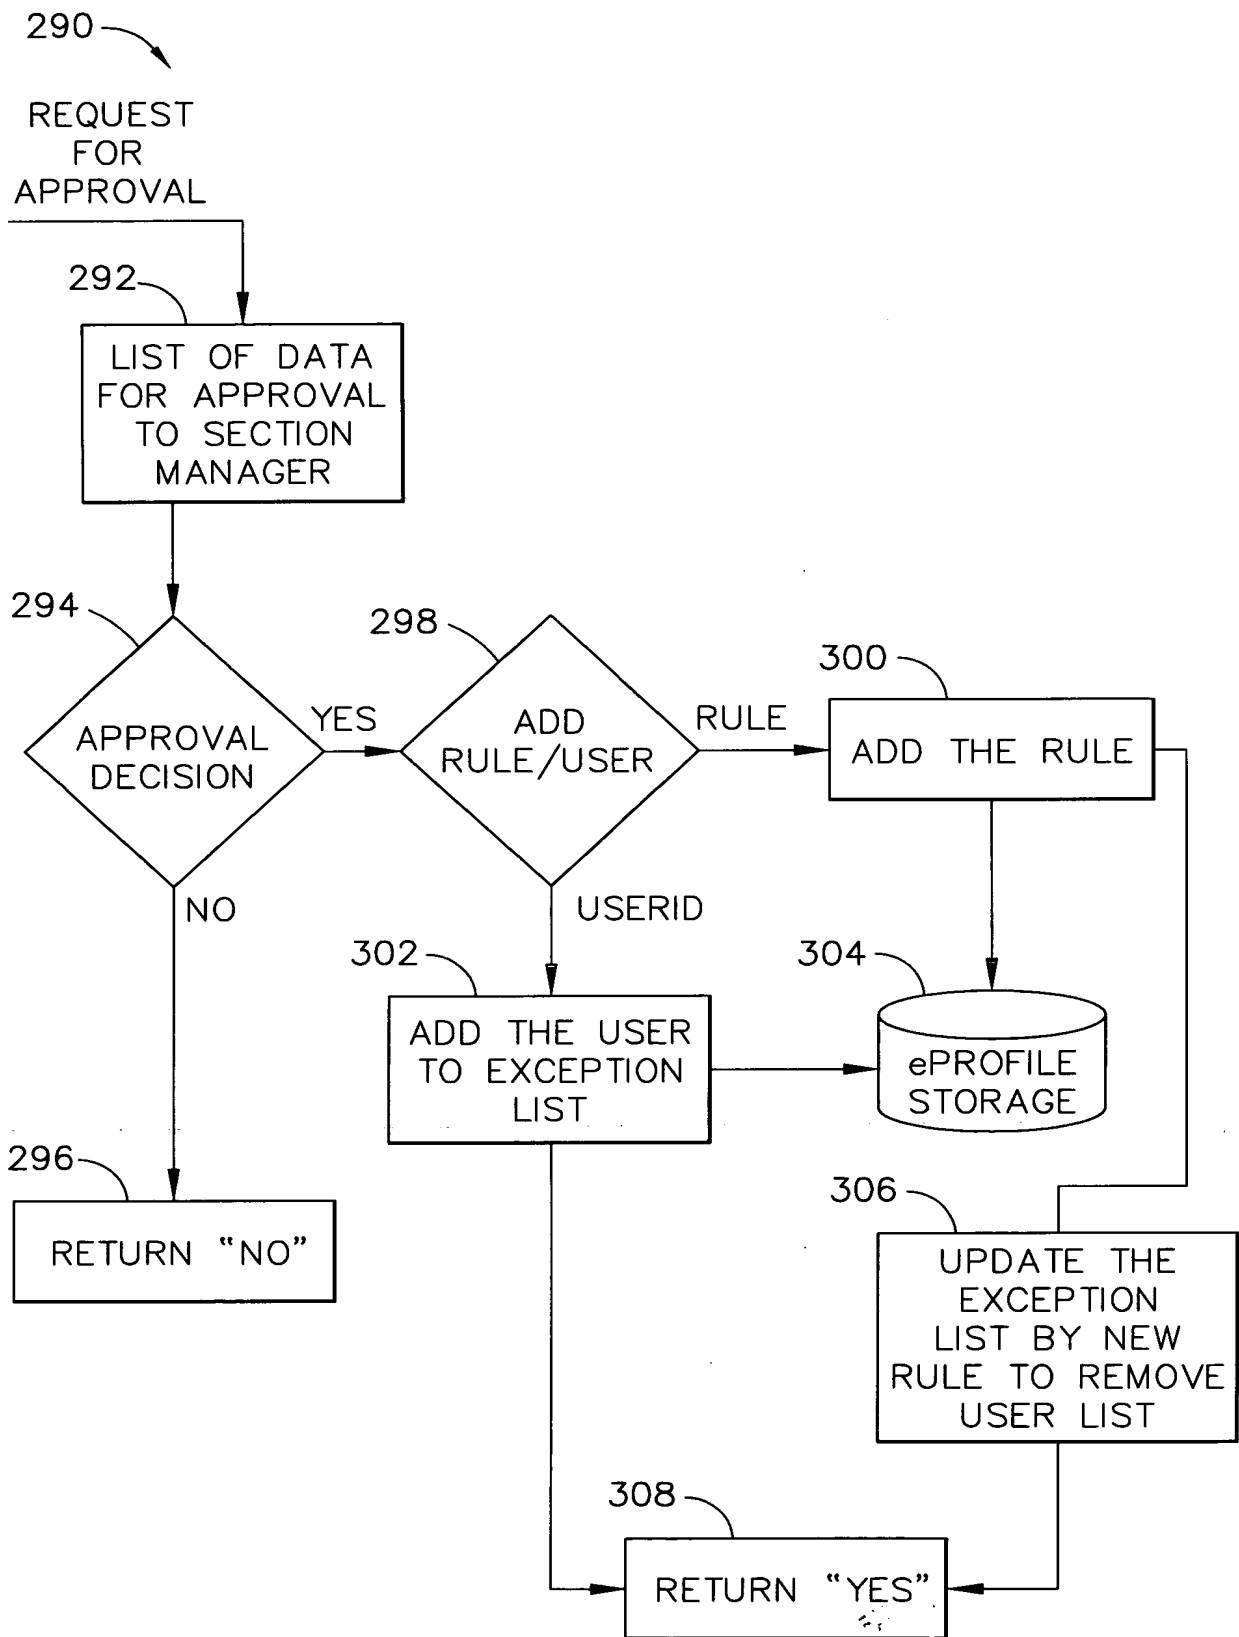 290
REQUEST
FOR
APPROVAL
292
LIST OF DATA
FOR APPROVAL
TO SECTION
MANAGER
294
APPROVAL
DECISION
YES
NO
298
ADD
RULE/USER
RULE
USERID
300
ADD THE RULE
302
ADD THE USER
TO EXCEPTION
LIST
304
ePROFILE
STORAGE
296
RETURN “NO”
306
UPDATE THE
EXCEPTION
LIST BY NEW
RULE TO REMOVE
USER LIST
308
RETURN “YES”